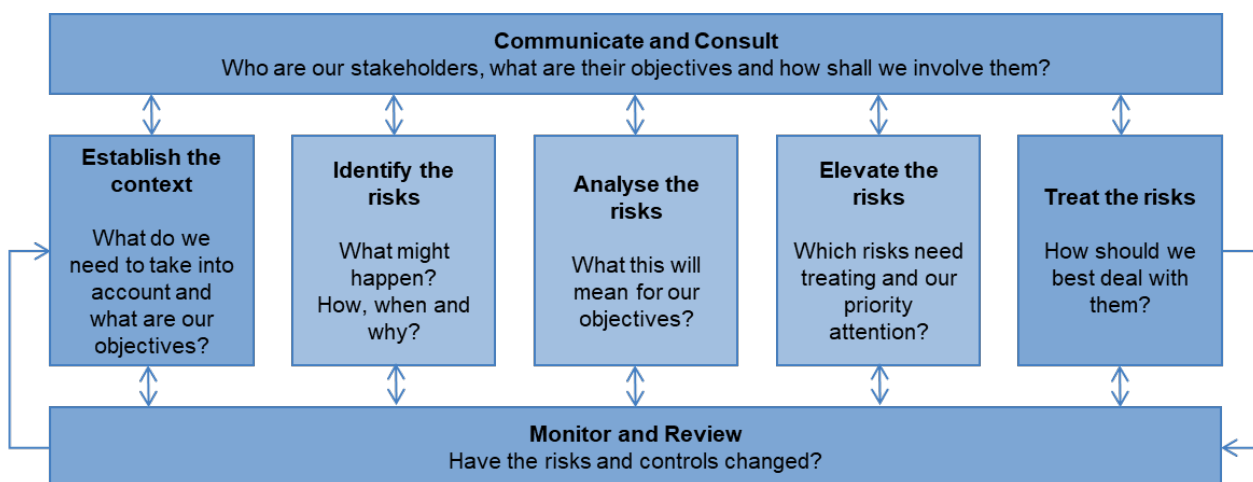 Communicate and Consult
Who are our stakeholders, what are their objectives and how shall we involve them?
Establish the
context
What do we
need to take into
account and
what are our
objectives?
Identify the
risks
What might
happen?
How, when and
why?
Analyse the
risks
What this will
mean for our
objectives?
Elevate the
risks
Which risks need
treating and our
priority
attention?
Treat the risks
How should we
best deal with
them?
Monitor and Review
Have the risks and controls changed?